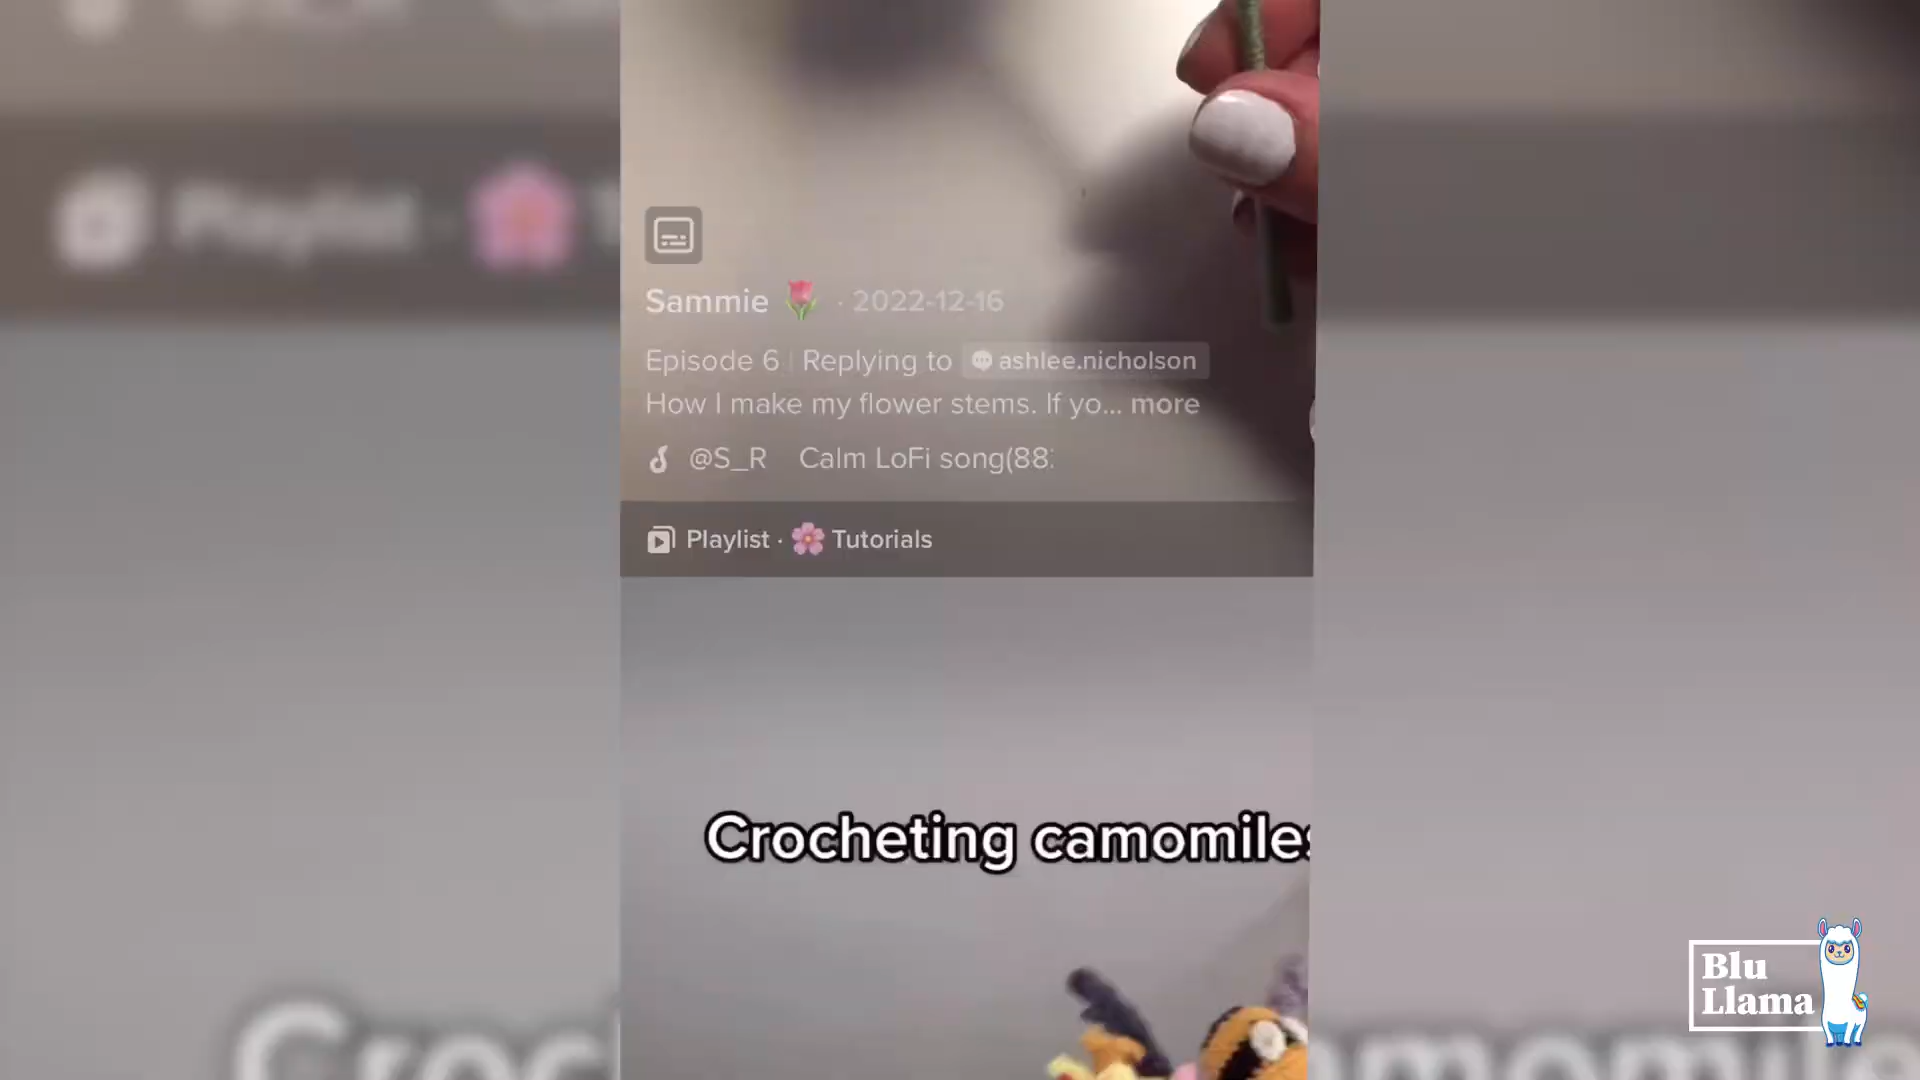 Sammie 🌷 · 2022-12-16
Episode 6 | Replying to ashlee.nicholson
How I make my flower stems. If yo... more
@S_R Calm LoFi song(88
Playlist · 🌸 Tutorials
Crocheting camomiles
Blu
Llama